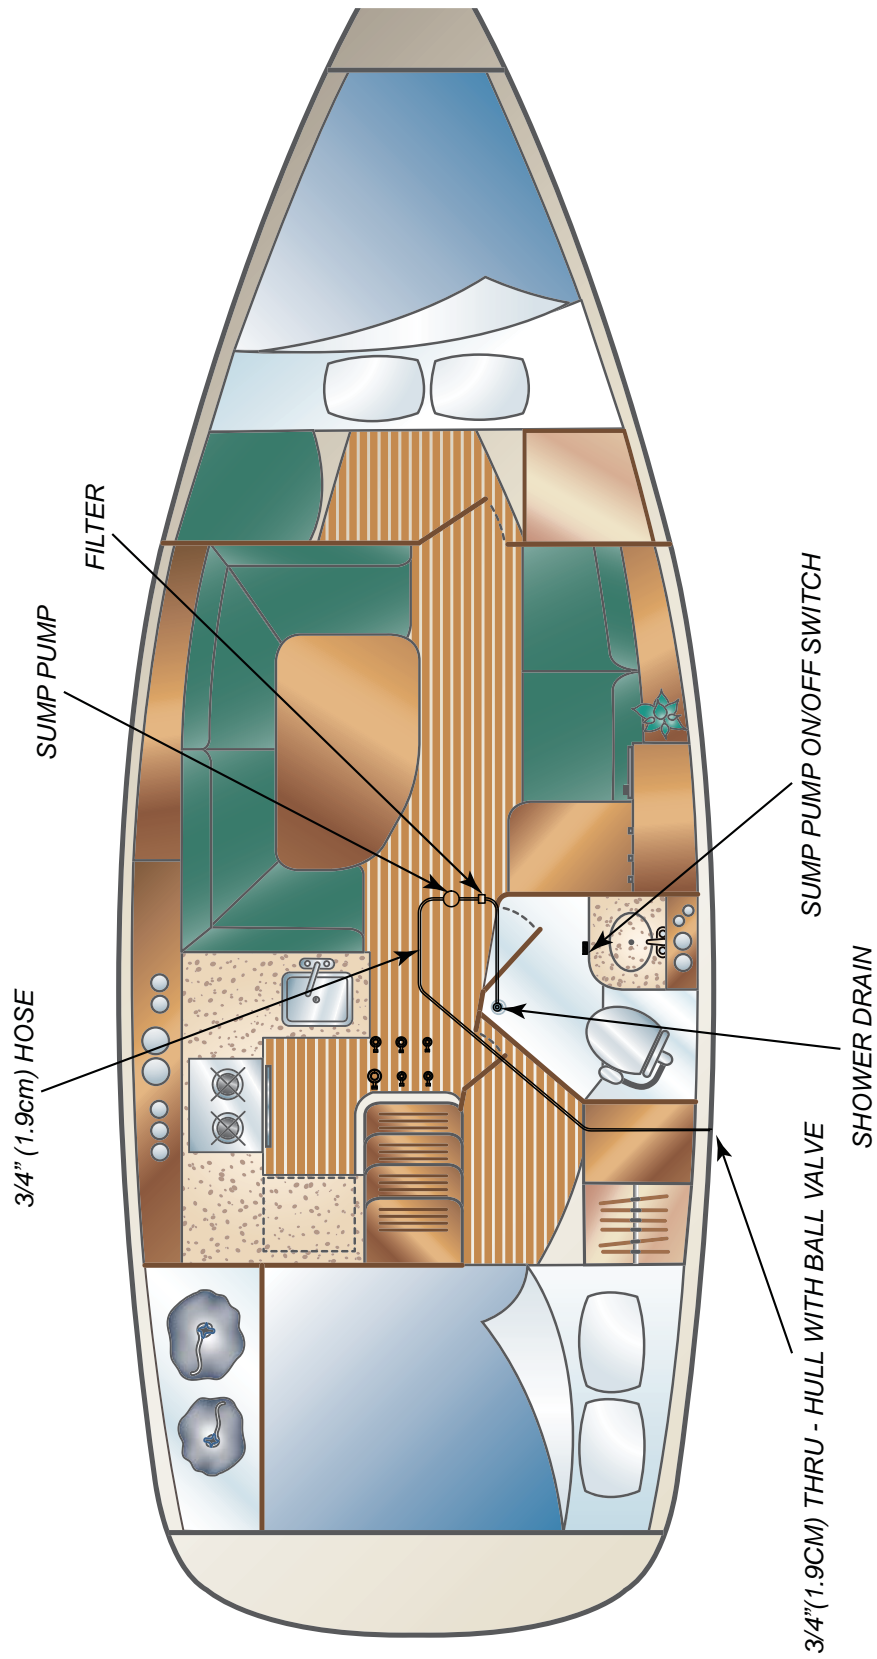 FILTER
SUMP PUMP
3/4” (1.9cm) HOSE
SUMP PUMP ON/OFF SWITCH
SHOWER DRAIN
3/4”(1.9CM) THRU - HULL WITH BALL VALVE